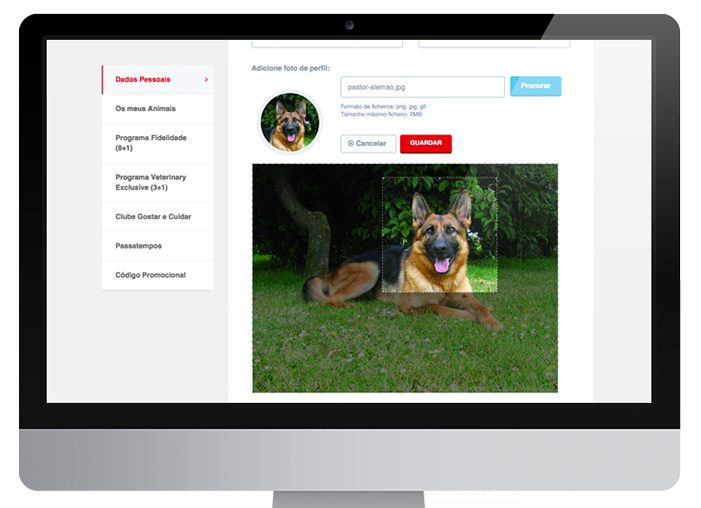 Dados Pessoais
Os meus Animais
Programa Fidelidade
(8+1)
Programa Veterinary
Exclusive (3+1)
Clube Gostar e Cuidar
Passatempos
Código Promocional
Adicione foto de perfil:
pastor-alemao.jpg
Procurar
Formato de ficheiros: png, jpg, gif
Tamanho máximo ficheiro: 2MB
Cancelar
GUARDAR